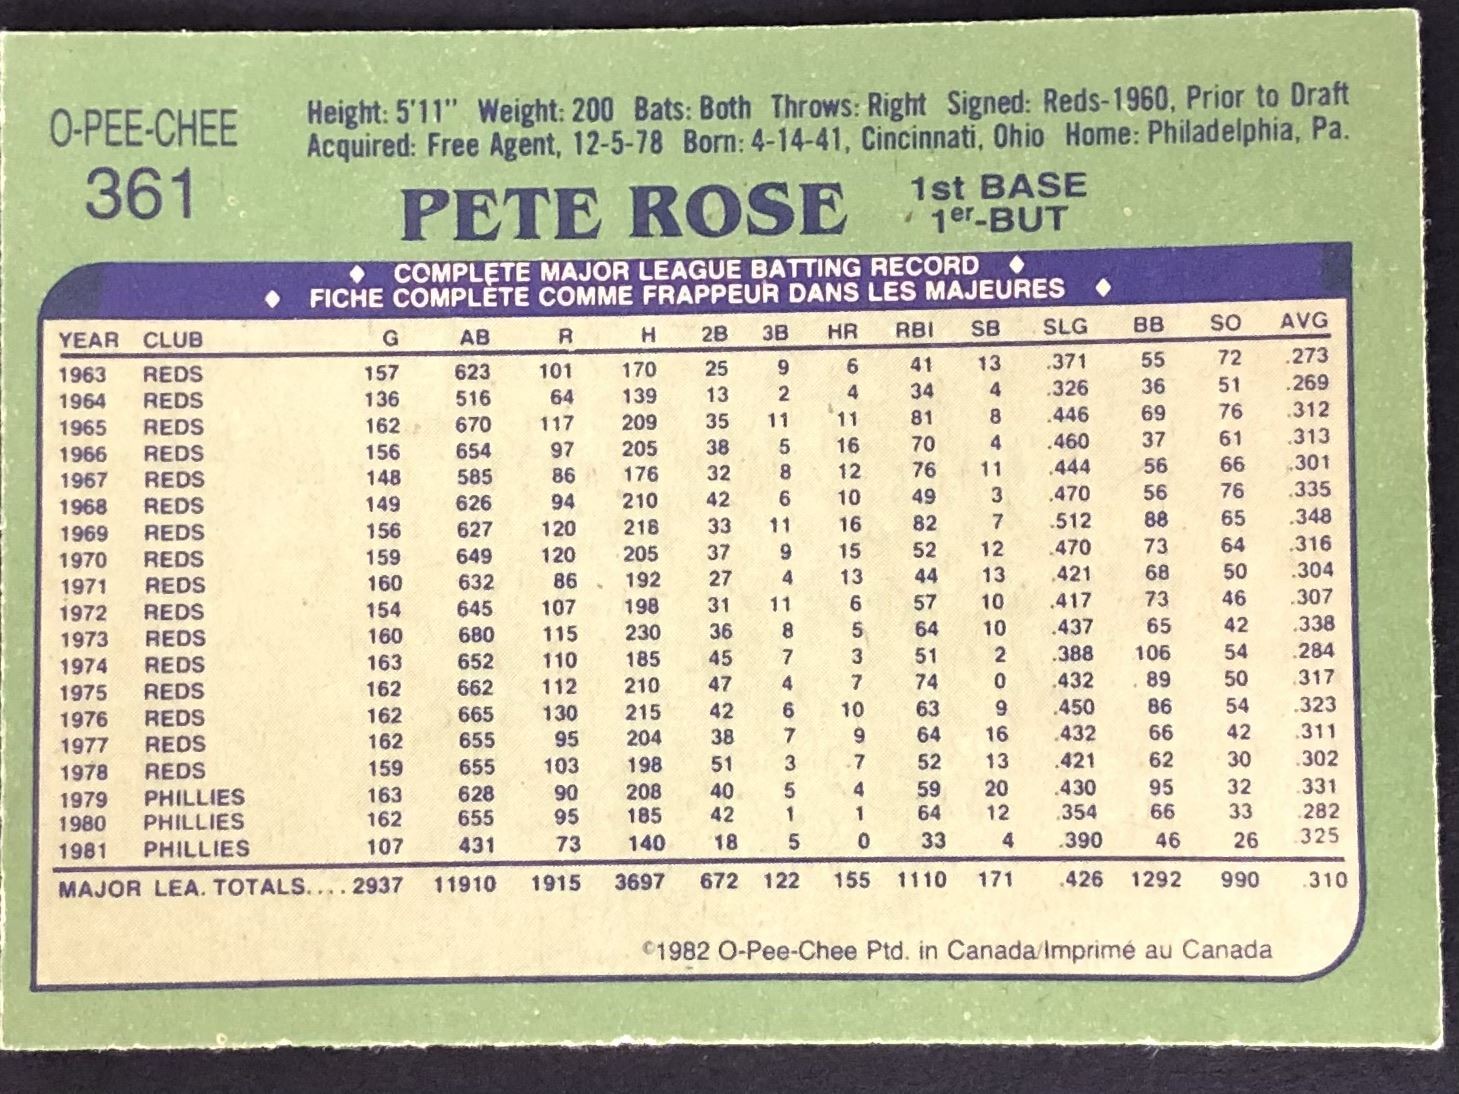 O-PEE-CHEE
361
Height: 5'11" Weight: 200 Bats: Both Throws: Right Signed: Reds-1960, Prior to Draft
Acquired: Free Agent, 12-5-78 Born: 4-14-41, Cincinnati, Ohio Home: Philadelphia, Pa.
PETE ROSE
1st BASE
1er-BUT
♦ COMPLETE MAJOR LEAGUE BATTING RECORD ♦
♦ FICHE COMPLÈTE COMME FRAPPEUR DANS LES MAJEURES ♦
YEAR CLUB G AB R H 2B 3B HR RBI SB SLG BB SO AVG
1963 REDS 157 623 101 170 25 9 6 41 13 .371 55 72 .273
1964 REDS 136 516 64 139 13 2 4 34 4 .326 36 51 .269
1965 REDS 162 670 117 209 35 11 11 81 8 .446 69 76 .312
1966 REDS 156 654 97 205 38 5 16 70 4 .460 37 61 .313
1967 REDS 148 585 86 176 32 8 12 76 11 .444 56 66 .301
1968 REDS 149 626 94 210 42 6 10 49 3 .470 56 76 .335
1969 REDS 156 627 120 218 33 11 16 82 7 .512 88 65 .348
1970 REDS 159 649 120 205 37 9 15 52 12 .470 73 64 .316
1971 REDS 160 632 86 192 27 4 13 44 13 .421 68 50 .304
1972 REDS 154 645 107 198 31 11 6 57 10 .417 73 46 .307
1973 REDS 160 680 115 230 36 8 5 64 10 .437 65 42 .338
1974 REDS 163 652 110 185 45 7 3 51 2 .388 106 54 .284
1975 REDS 162 662 112 210 47 4 7 74 0 .432 89 50 .317
1976 REDS 162 665 130 215 42 6 10 63 9 .450 86 54 .323
1977 REDS 162 655 95 204 38 7 9 64 16 .432 66 42 .311
1978 REDS 159 655 103 198 51 3 7 52 13 .421 62 30 .302
1979 PHILLIES 163 628 90 208 40 5 4 59 20 .430 95 32 .331
1980 PHILLIES 162 655 95 185 42 1 1 64 12 .354 66 33 .282
1981 PHILLIES 107 431 73 140 18 5 0 33 4 .390 46 26 .325
MAJOR LEA. TOTALS.... 2937 11910 1915 3697 672 122 155 1110 171 .426 1292 990 .310
©1982 O-Pee-Chee Ptd. in Canada/Imprimé au Canada